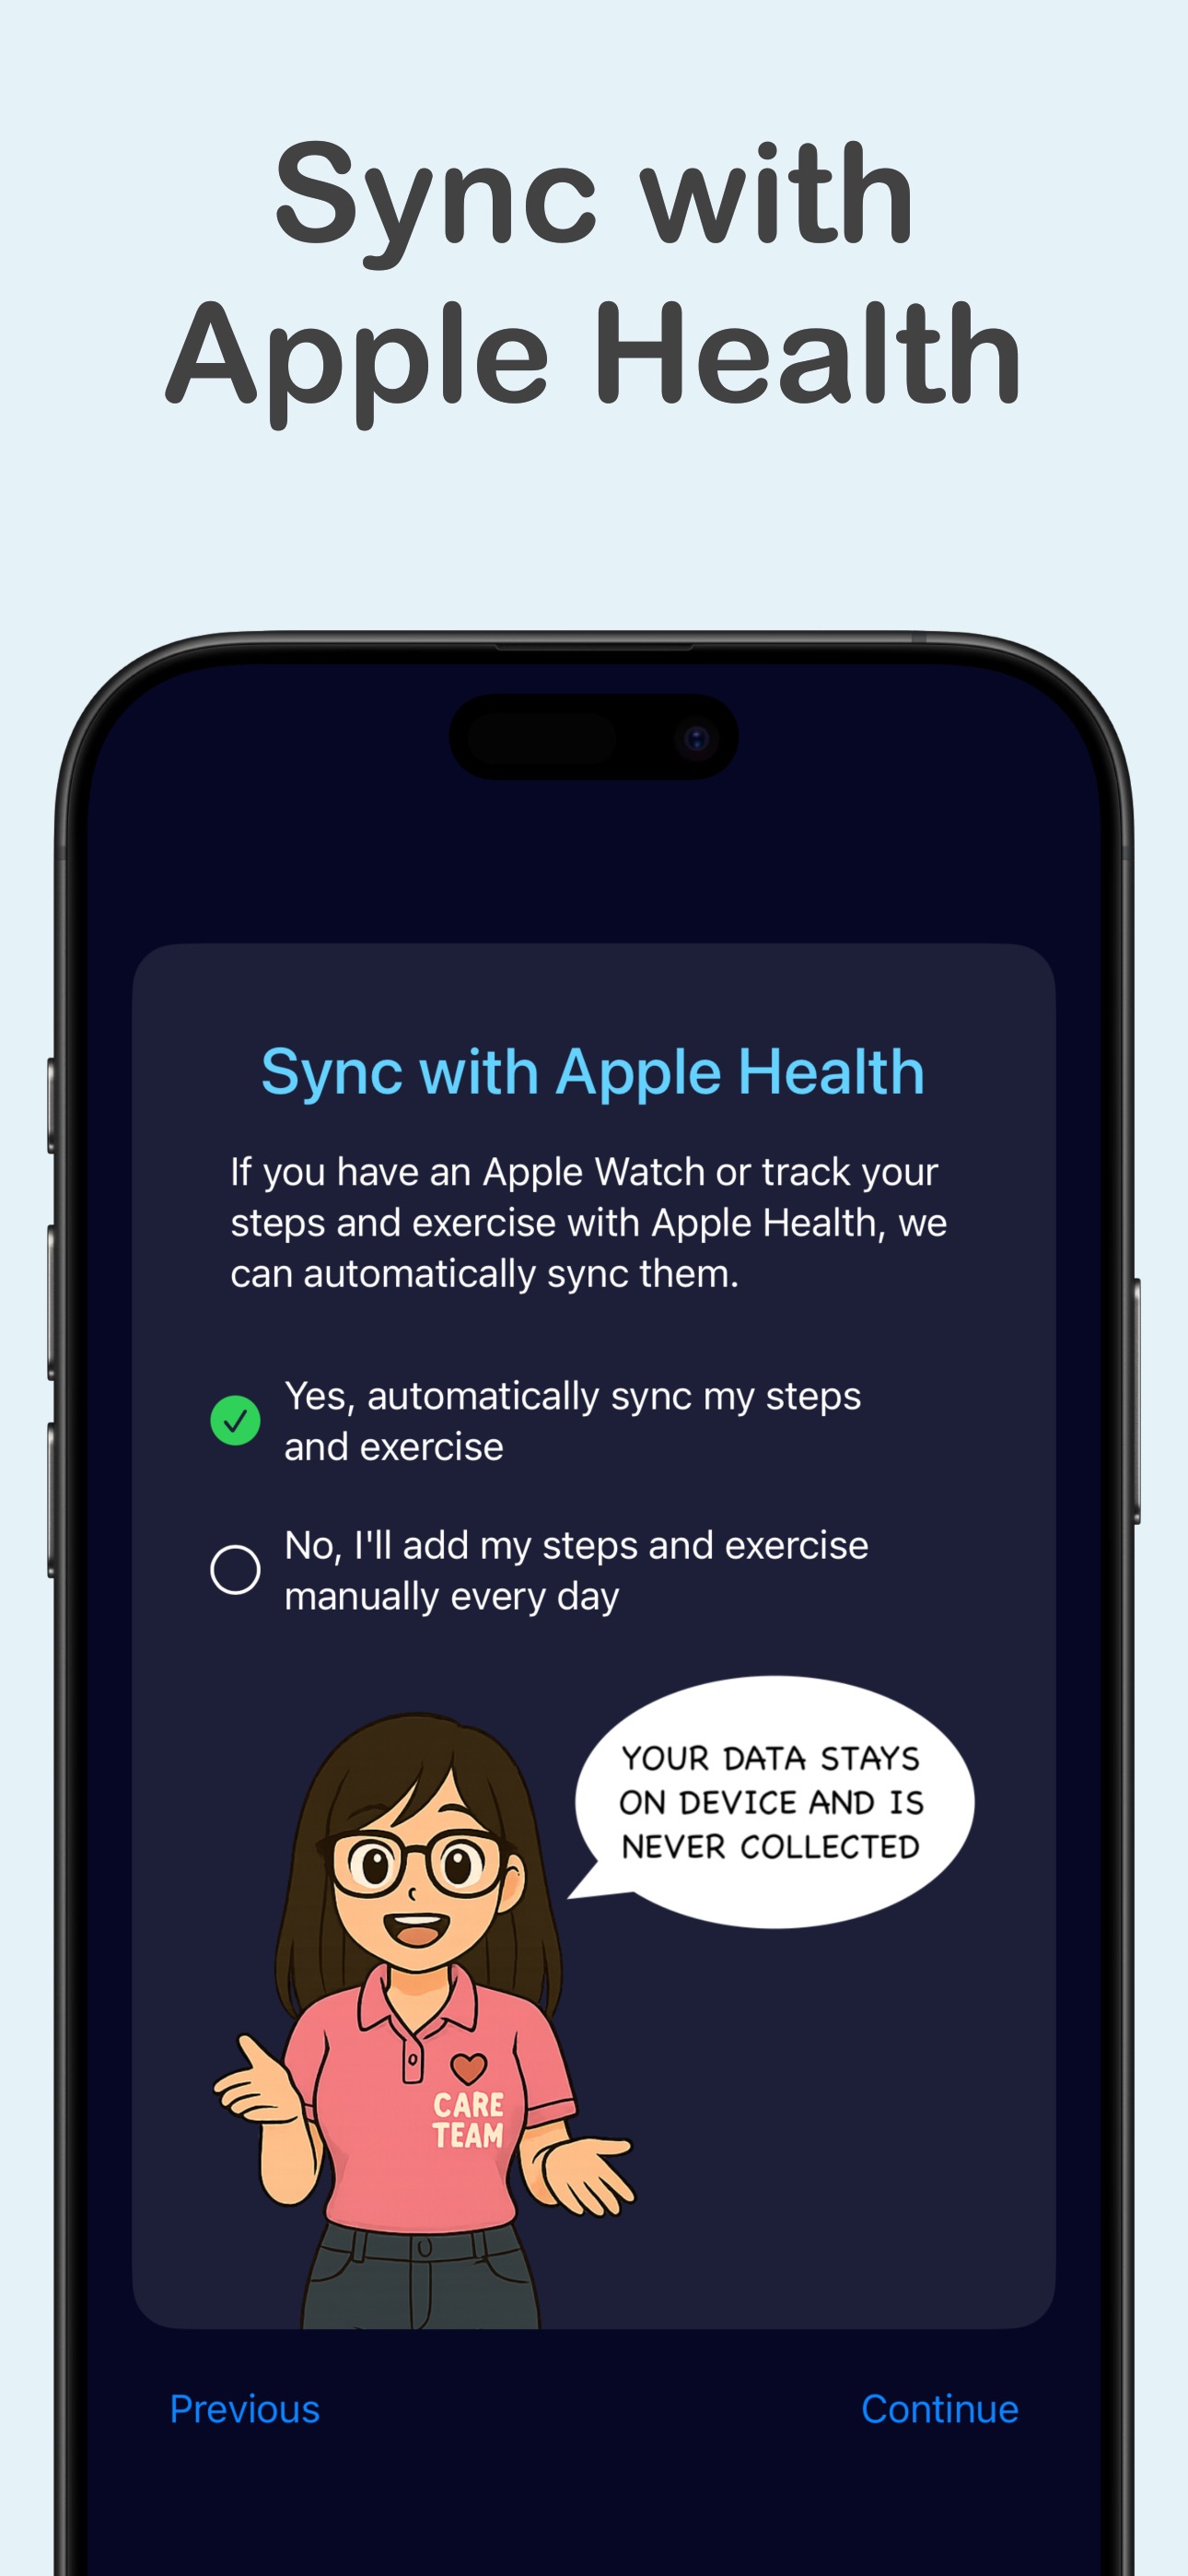 Sync with
Apple Health
Sync with Apple Health
If you have an Apple Watch or track your
steps and exercise with Apple Health, we
can automatically sync them.
Yes, automatically sync my steps
and exercise
No, I'll add my steps and exercise
manually every day
YOUR DATA STAYS
ON DEVICE AND IS
NEVER COLLECTED
CARE
TEAM
Previous
Continue